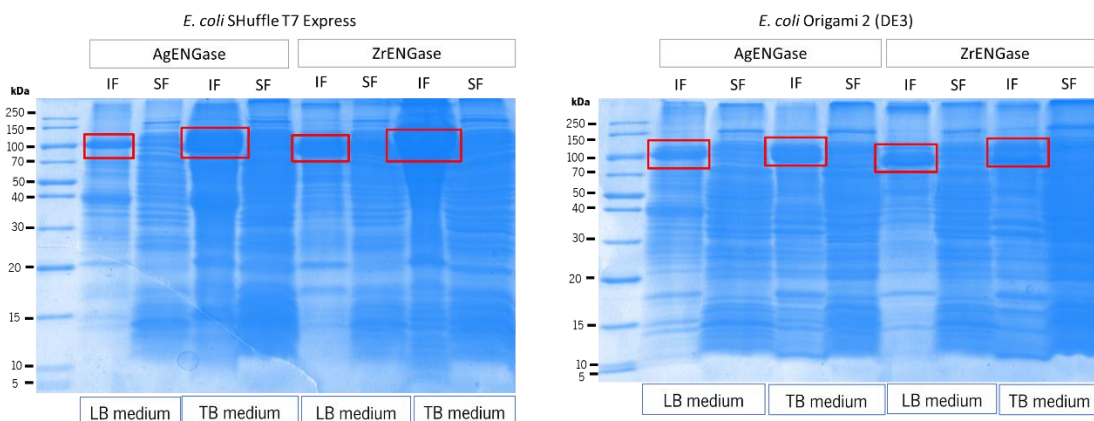 E. coli SHuffle T7 Express
AgENGase ZrENGase
kDa IF SF IF SF IF SF IF SF
250
150
100
70
50
40
30
20
15
10
5
LB medium TB medium LB medium TB medium
E. coli Origami 2 (DE3)
AgENGase ZrENGase
kDa IF SF IF SF IF SF IF SF
250
150
100
70
50
40
30
20
15
10
5
LB medium TB medium LB medium TB medium